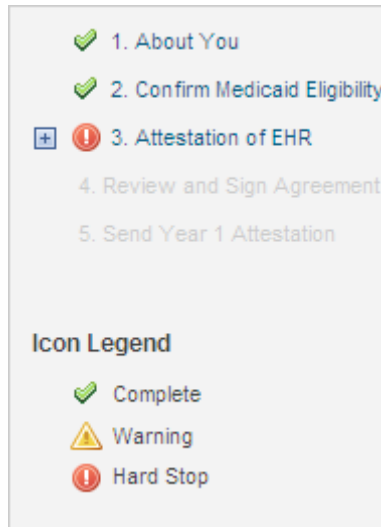 1. About You
2. Confirm Medicaid Eligibility
3. Attestation of EHR
4. Review and Sign Agreement
5. Send Year 1 Attestation
Icon Legend
Complete
Warning
Hard Stop